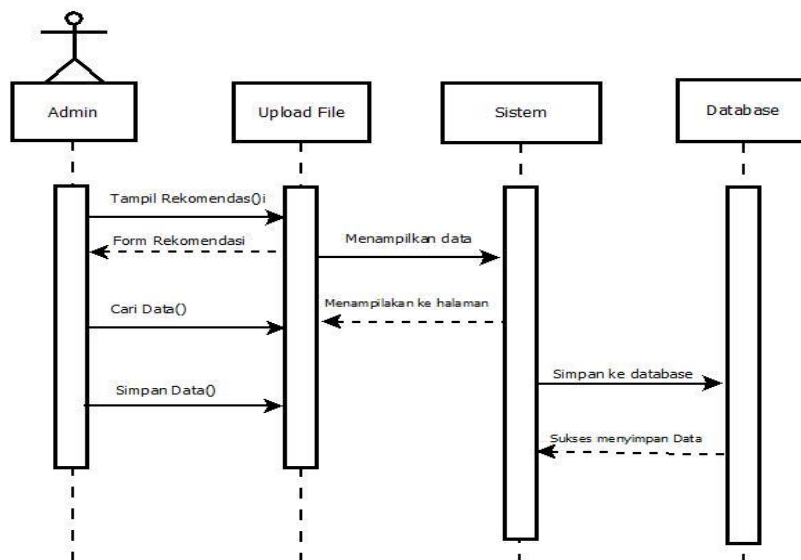 Admin
Upload File
Sistem
Database
Tampil Rekomendas()i
Form Rekomendasi
Menampilkan data
Cari Data()
Menampilakan ke halaman
Simpan Data()
Simpan ke database
Sukses menyimpan Data